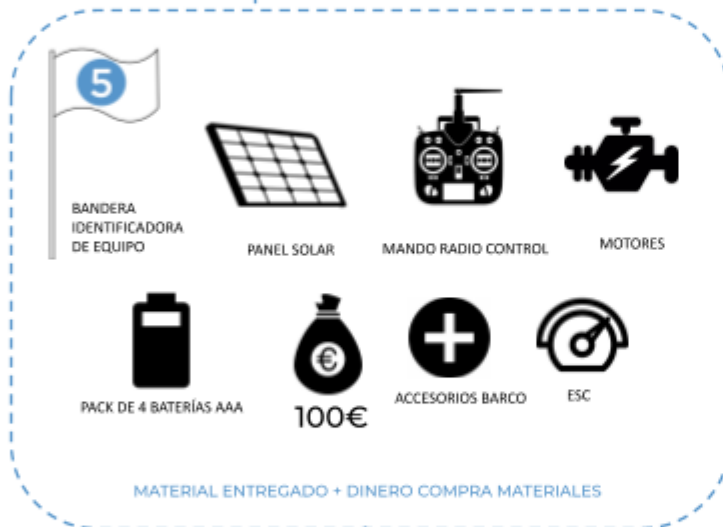 5
BANDERA
IDENTIFICADORA
DE EQUIPO
PANEL SOLAR
MANDO RADIO CONTROL
MOTORES
PACK DE 4 BATERÍAS AAA
€
100€
ACCESORIOS BARCO
ESC
MATERIAL ENTREGADO + DINERO COMPRA MATERIALES